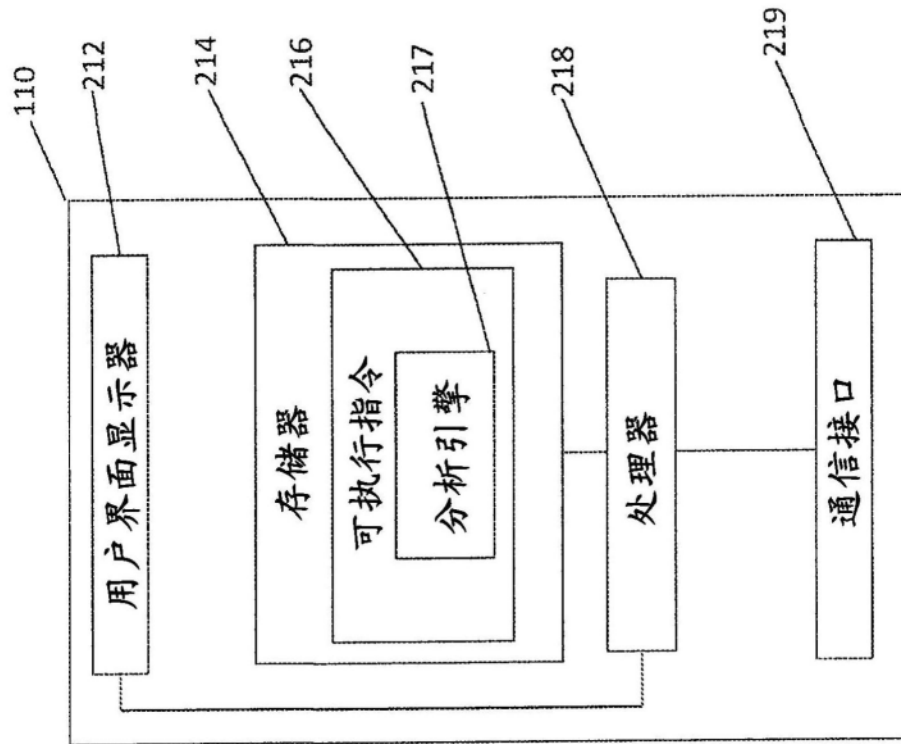 110
用户界面显示器
212
存储器
214
可执行指令
216
分析引擎
217
处理器
218
通信接口
219